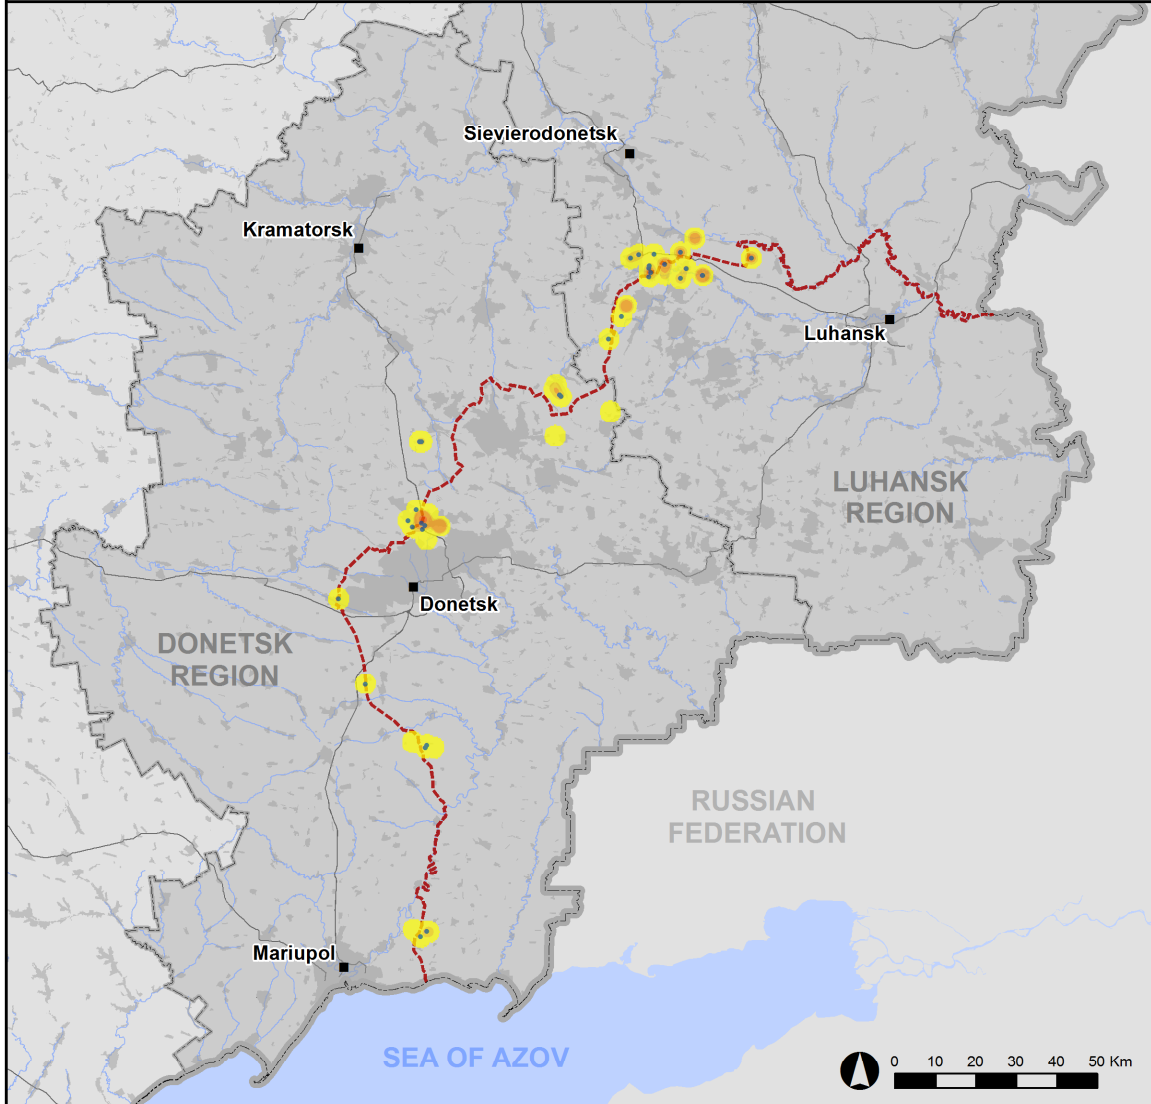 Sievierodonetsk
Kramatorsk
Luhansk
LUHANSK
REGION
Donetsk
DONETSK
REGION
RUSSIAN
FEDERATION
Mariupol
SEA OF AZOV
0 10 20 30 40 50 Km